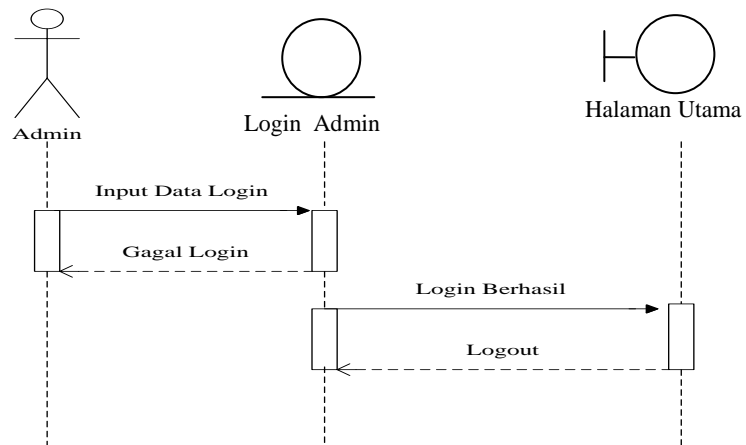 Admin
Login Admin
Halaman Utama
Input Data Login
Gagal Login
Login Berhasil
Logout